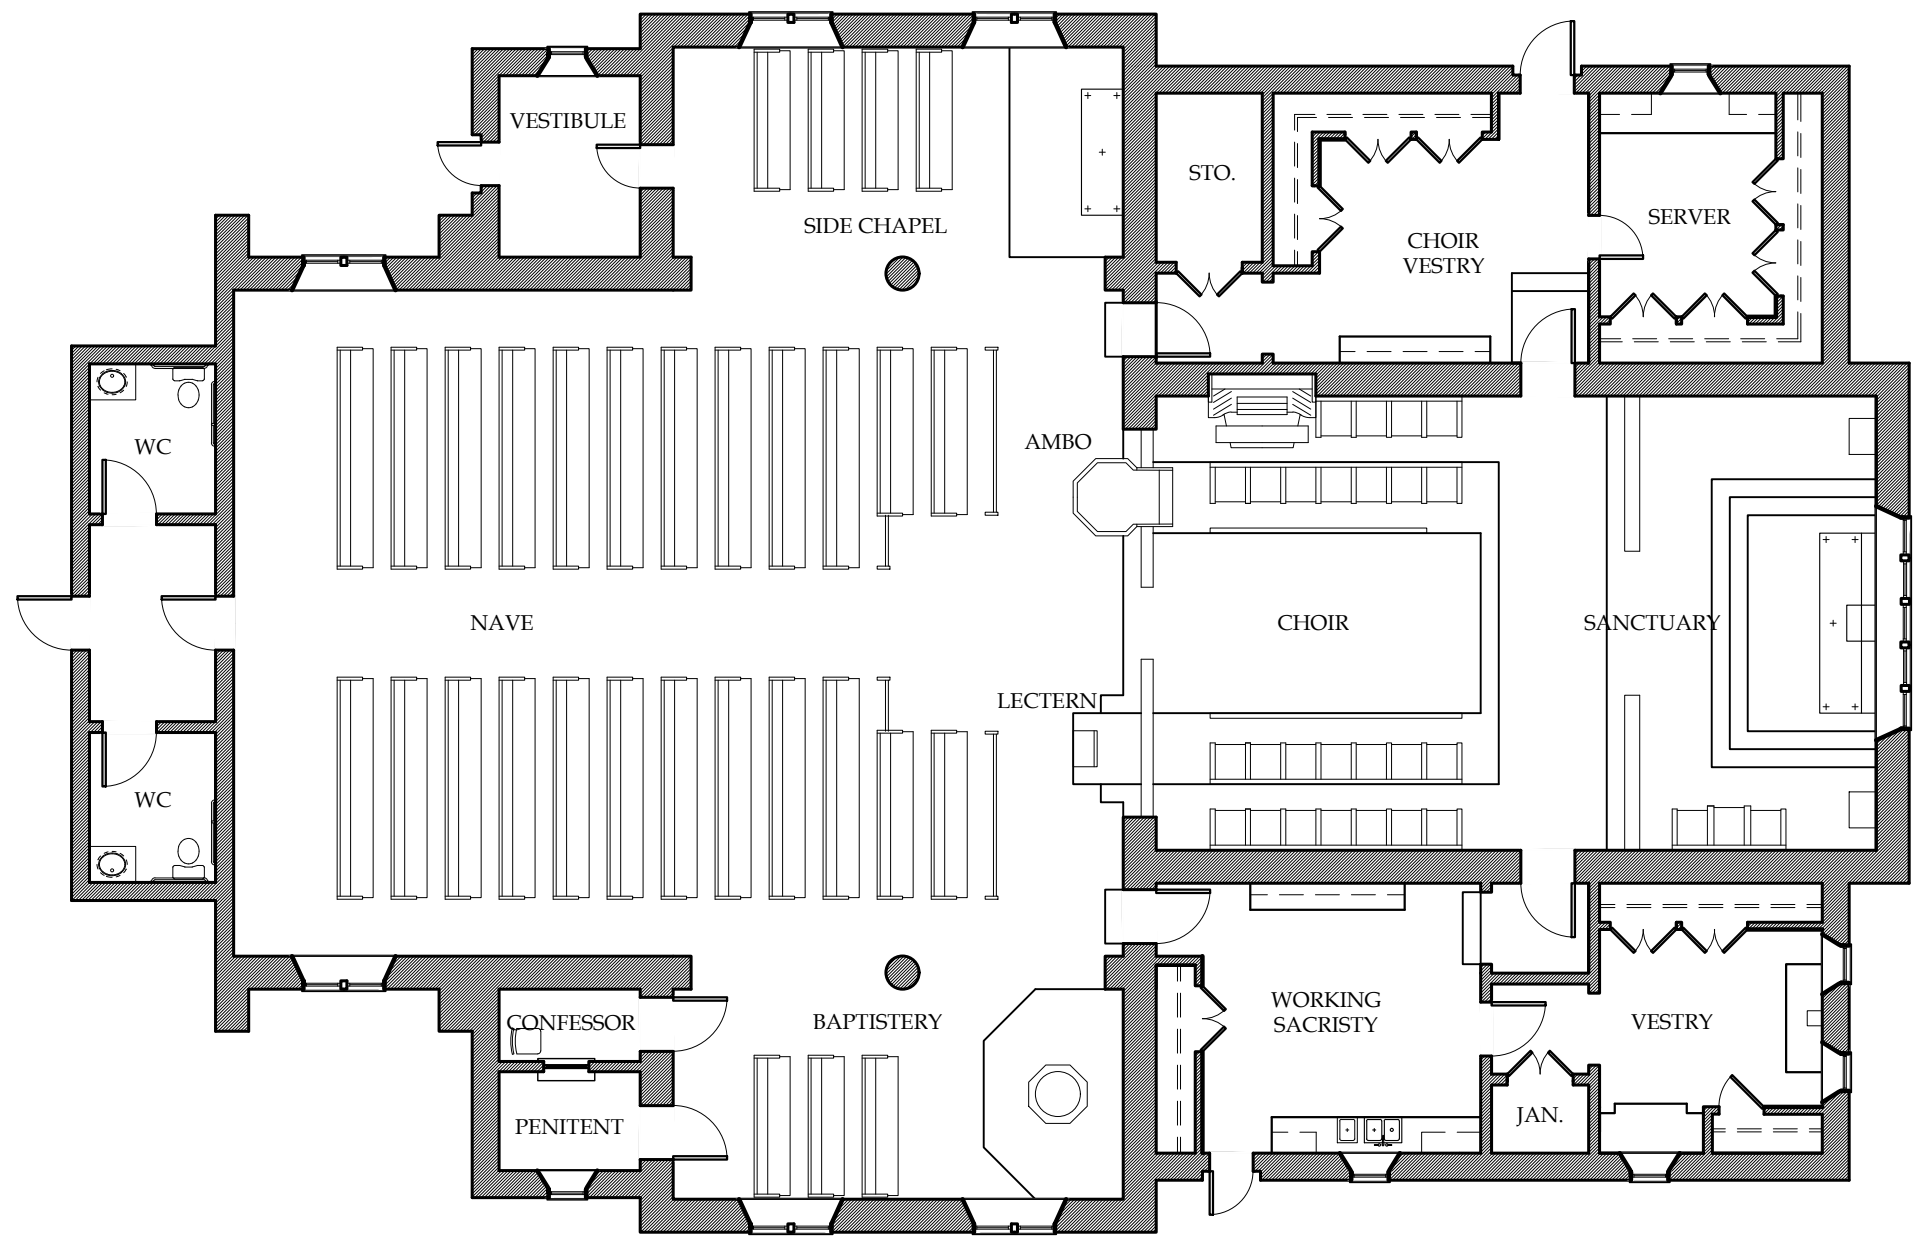 VESTIBULE
STO.
SIDE CHAPEL
SERVER
CHOIR
VESTRY
AMBO
WC
NAVE
CHOIR
SANCTUARY
LECTERN
WC
WORKING
SACRISTY
CONFESSOR
BAPTISTERY
VESTRY
JAN.
PENITENT